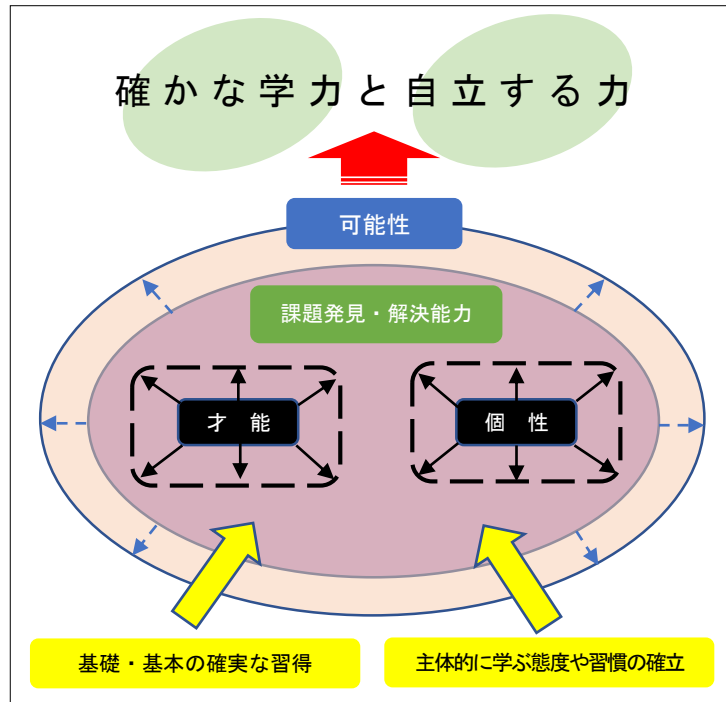 確かな学力と自立する力
可能性
課題発見・解決能力
才 能
個 性
基礎・基本の確実な習得
主体的に学ぶ態度や習慣の確立